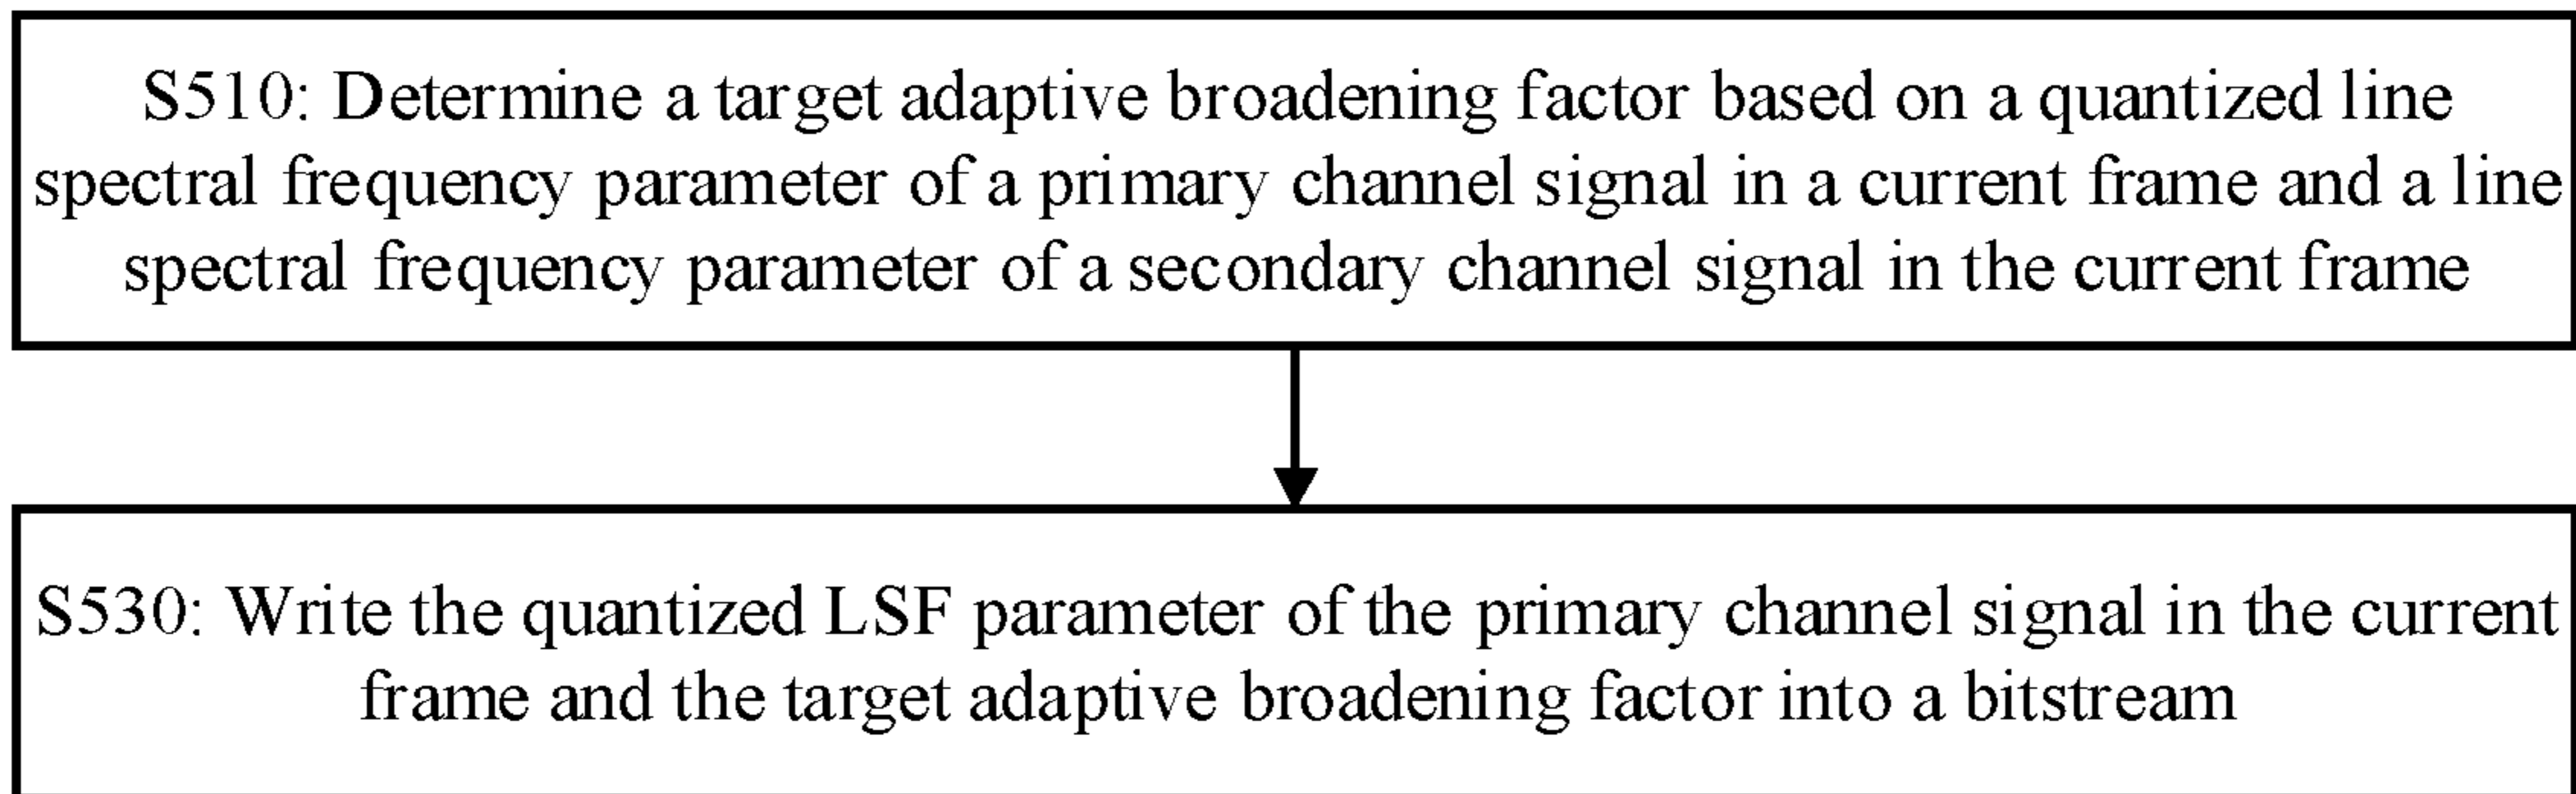 S510: Determine a target adaptive broadening factor based on a quantized line
spectral frequency parameter of a primary channel signal in a current frame and a line
spectral frequency parameter of a secondary channel signal in the current frame
S530: Write the quantized LSF parameter of the primary channel signal in the current
frame and the target adaptive broadening factor into a bitstream